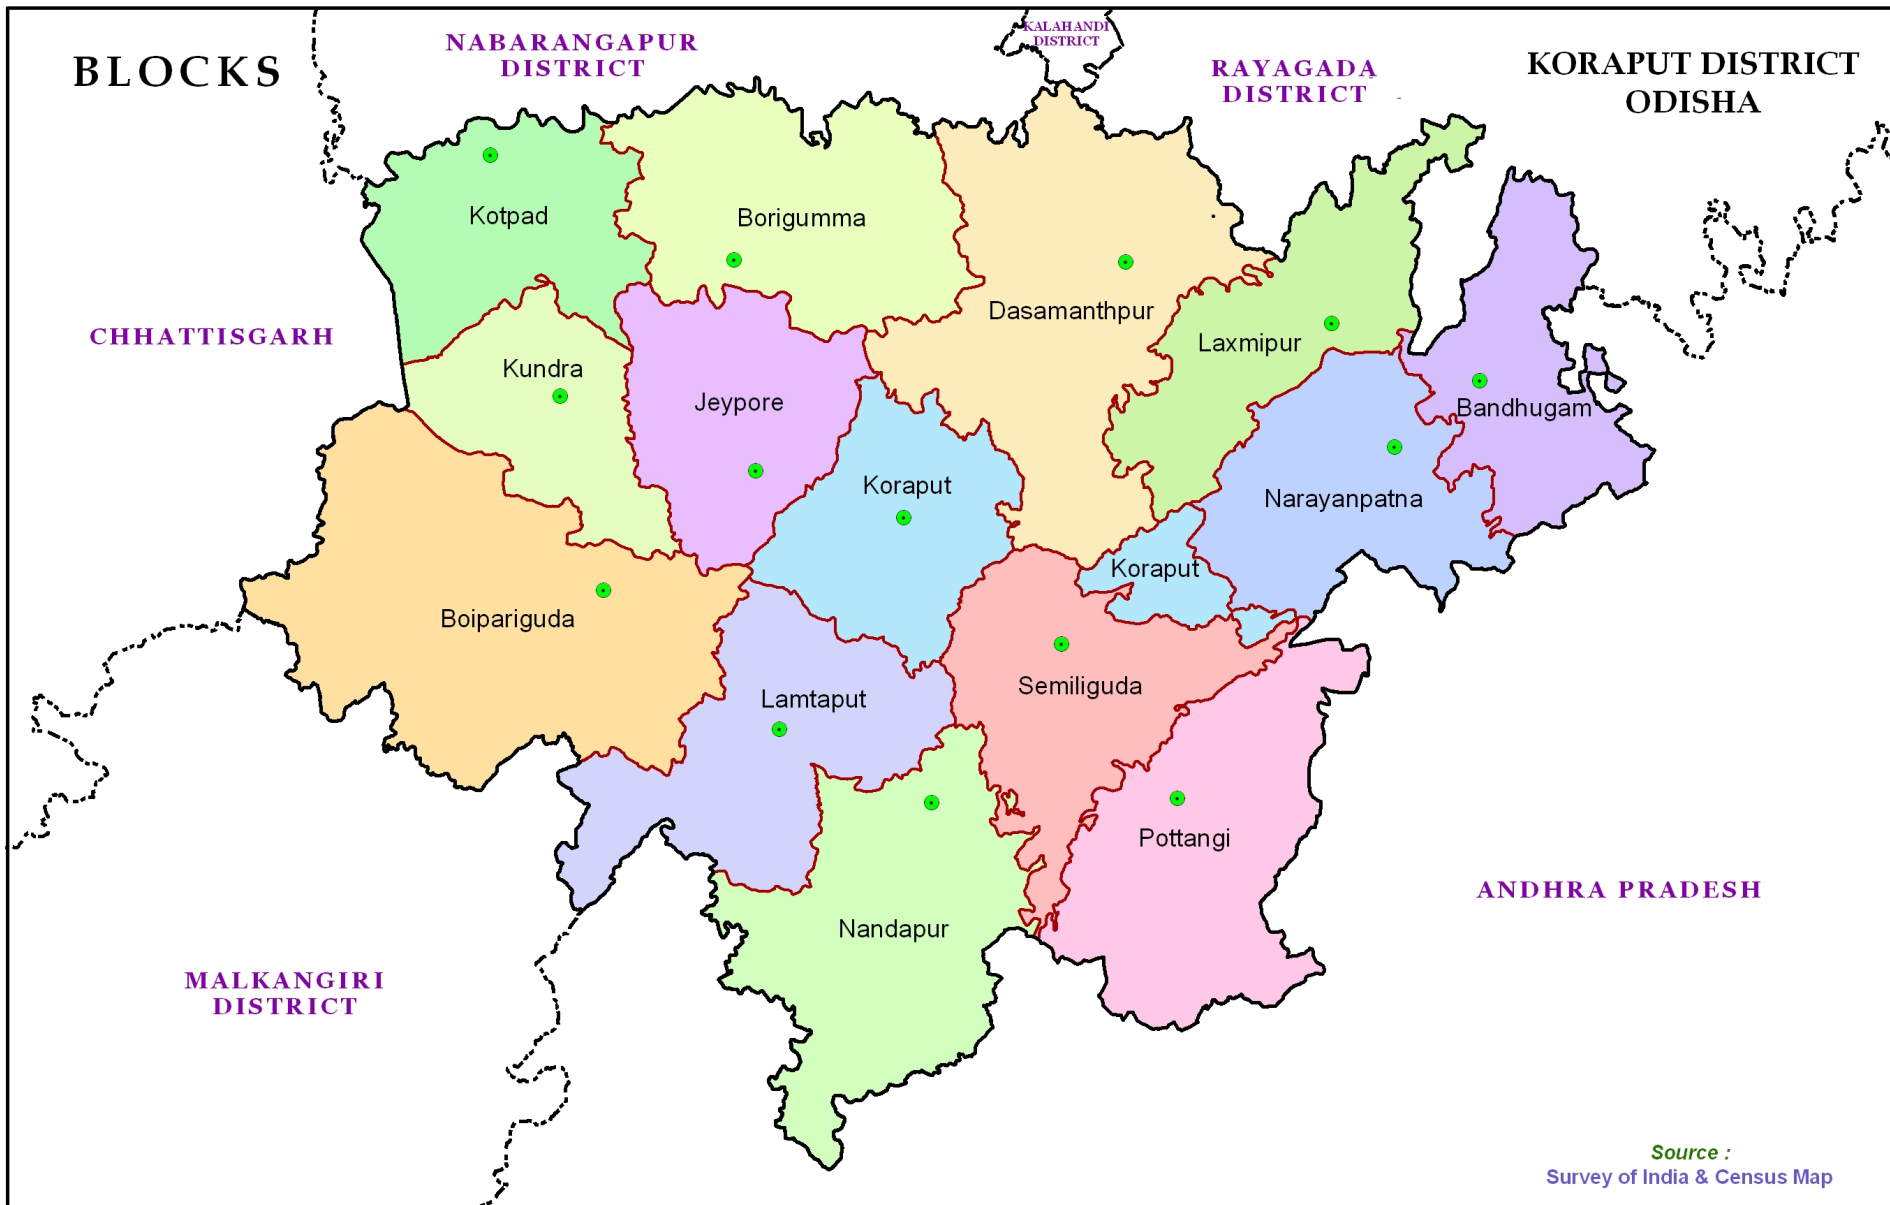 BLOCKS
NABARANGAPUR
DISTRICT
KALAHANDI
DISTRICT
RAYAGADA
DISTRICT
KORAPUT DISTRICT
ODISHA
Kotpad
Borigumma
Dasamanthpur
CHHATTISGARH
Laxmipur
Kundra
Jeypore
Bandhugam
Koraput
Narayanpatna
Koraput
Boipariguda
Semiliguda
Lamtaput
Pottangi
ANDHRA PRADESH
Nandapur
MALKANGIRI
DISTRICT
Source :
Survey of India & Census Map